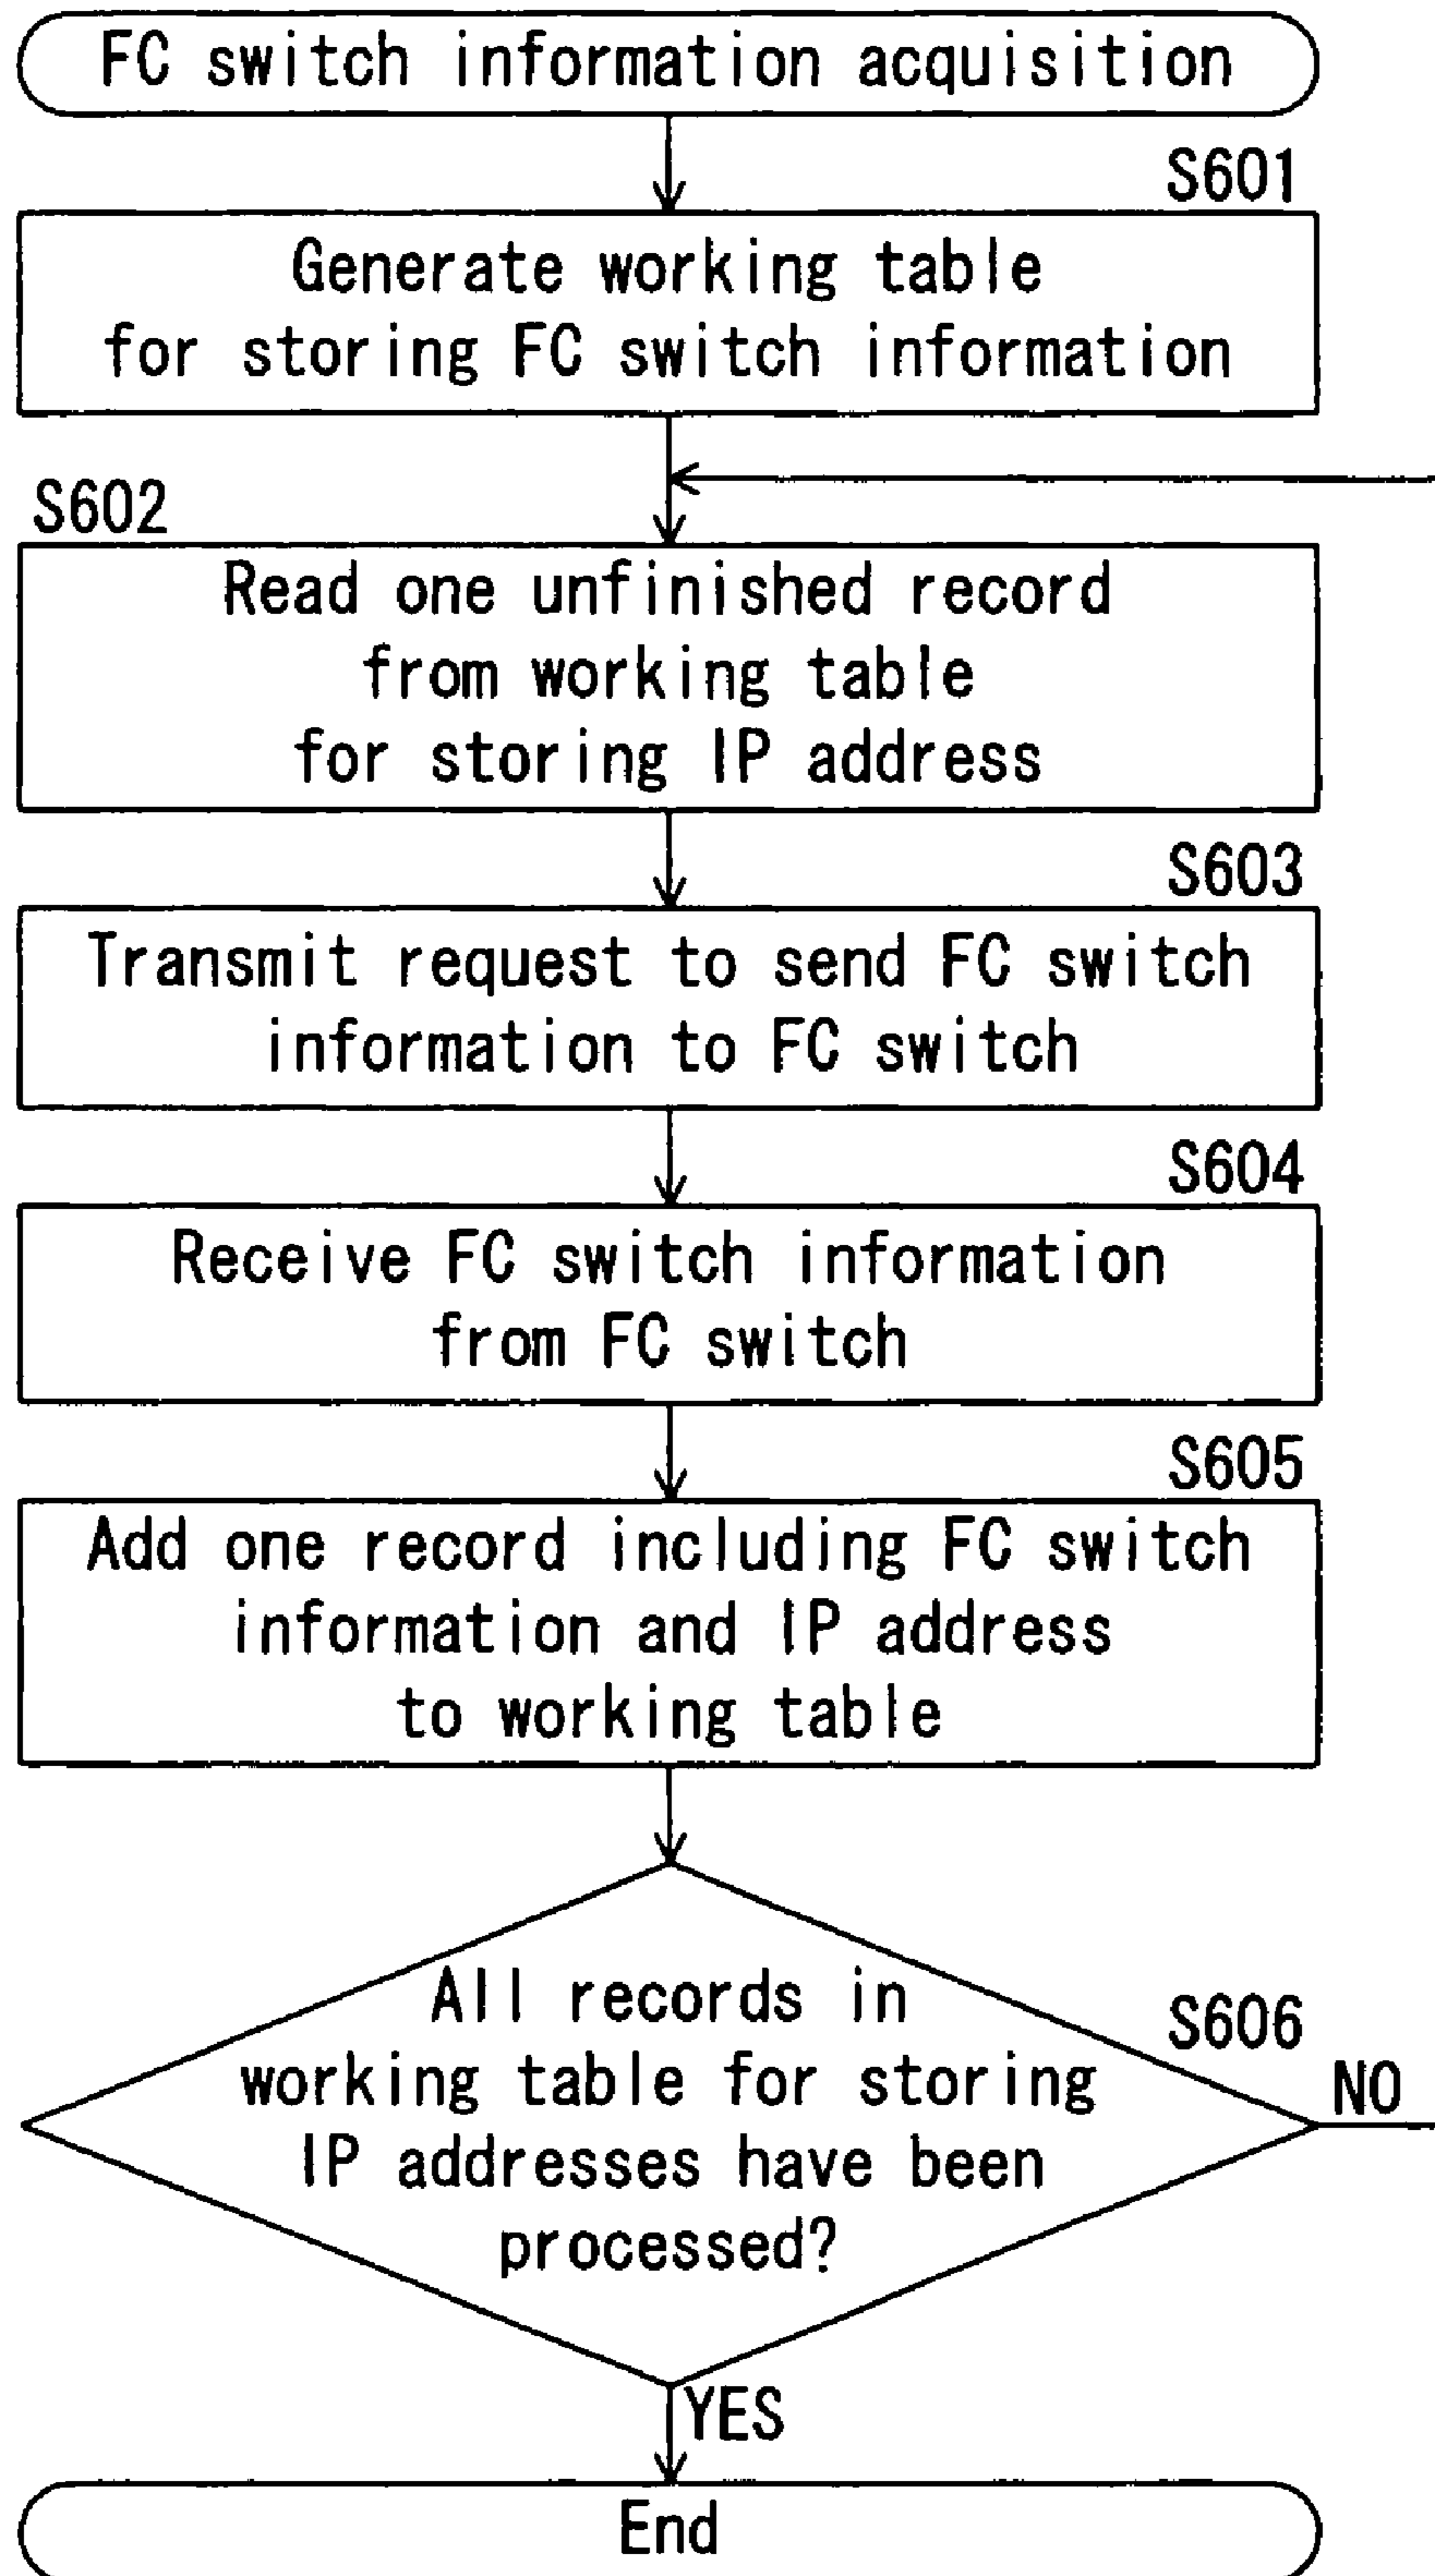 FC switch information acquisition
S601
Generate working table
for storing FC switch information
S602
Read one unfinished record
from working table
for storing IP address
S603
Transmit request to send FC switch
information to FC switch
S604
Receive FC switch information
from FC switch
S605
Add one record including FC switch
information and IP address
to working table
S606
All records in
working table for storing
IP addresses have been
processed?
NO
YES
End